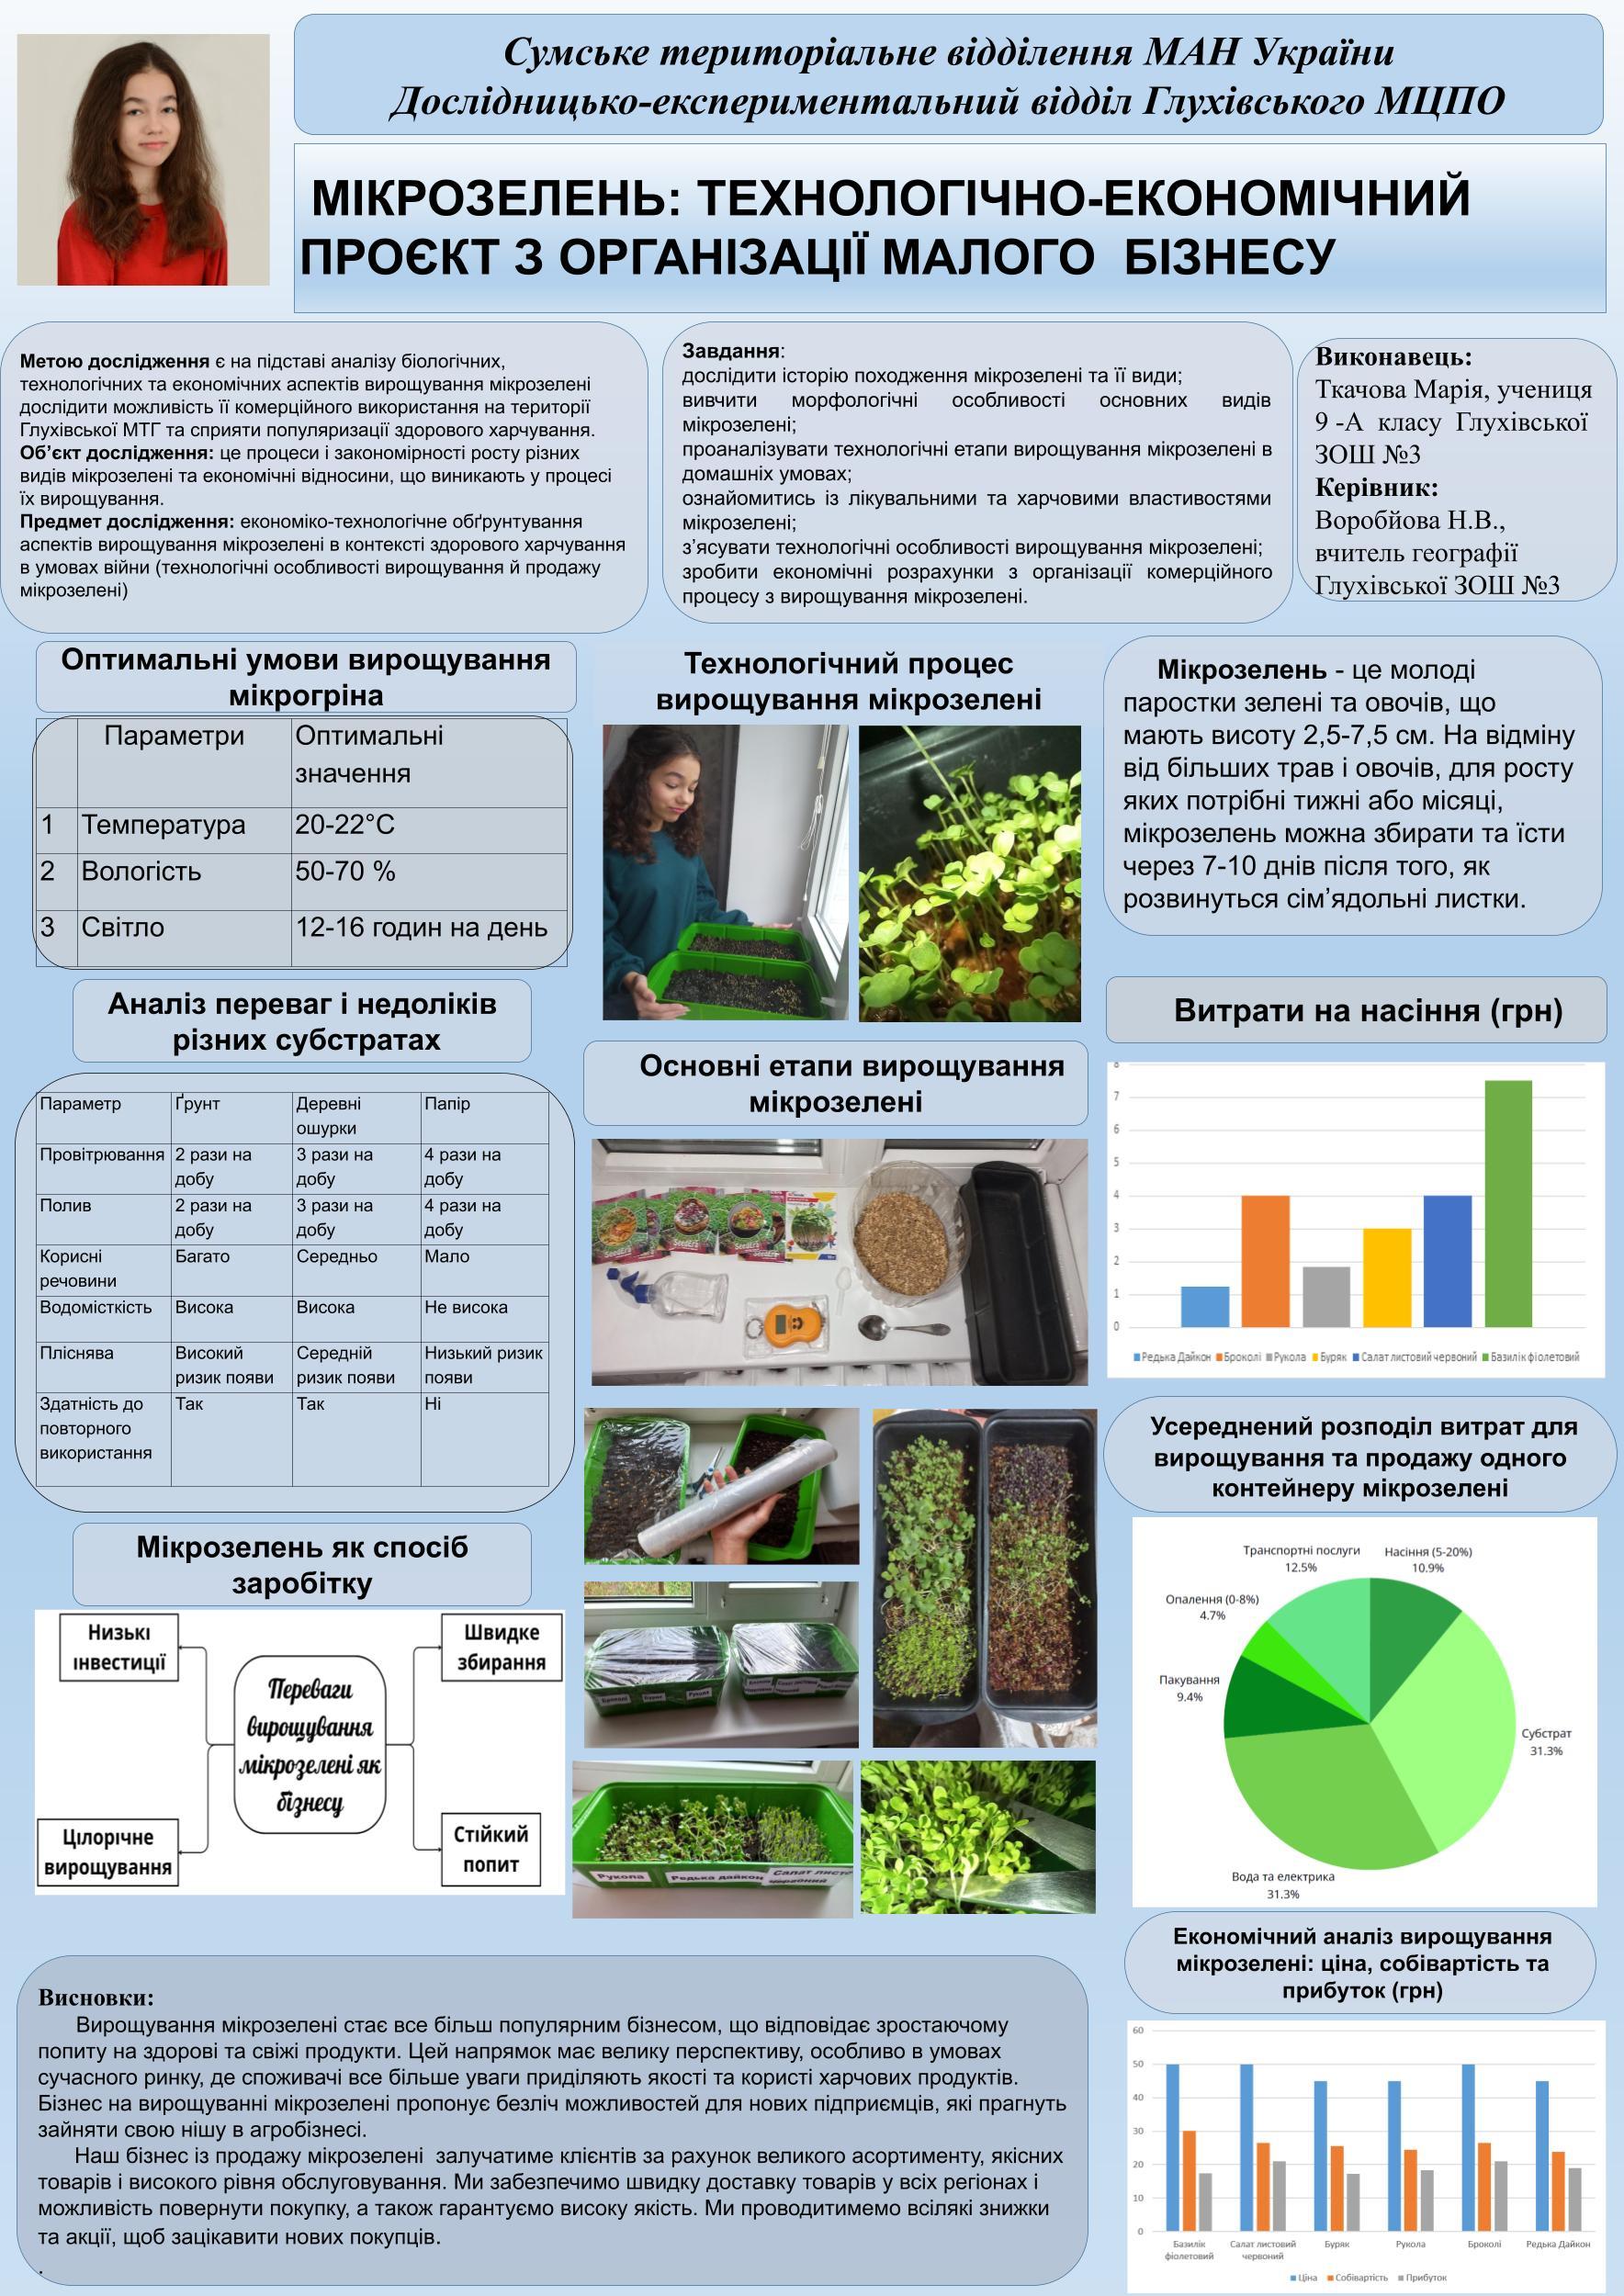 Сумське територіальне відділення МАН України
Дослідницько-експериментальний відділ Глухівського МЦПО
МІКРОЗЕЛЕНЬ: ТЕХНОЛОГІЧНО-ЕКОНОМІЧНИЙ
ПРОЄКТ З ОРГАНІЗАЦІЇ МАЛОГО БІЗНЕСУ
Метою дослідження є на підставі аналізу біологічних,
технологічних та економічних аспектів вирощування мікрозелені
дослідити можливість її комерційного використання на території
Глухівської МТГ та сприяти популяризації здорового харчування.
Об’єкт дослідження: це процеси і закономірності росту різних
видів мікрозелені та економічні відносини, що виникають у процесі
їх вирощування.
Предмет дослідження: економіко-технологічне обґрунтування
аспектів вирощування мікрозелені в контексті здорового харчування
в умовах війни (технологічні особливості вирощування й продажу
мікрозелені)
Завдання:
дослідити історію походження мікрозелені та її види;
вивчити морфологічні особливості основних видів
мікрозелені;
проаналізувати технологічні етапи вирощування мікрозелені в
домашніх умовах;
ознайомитись із лікувальними та харчовими властивостями
мікрозелені;
з’ясувати технологічні особливості вирощування мікрозелені;
зробити економічні розрахунки з організації комерційного
процесу з вирощування мікрозелені.
Виконавець:
Ткачова Марія, учениця
9 -А класу Глухівської
ЗОШ №3
Керівник:
Воробйова Н.В.,
вчитель географії
Глухівської ЗОШ №3
Оптимальні умови вирощування
мікрогріна
Параметри Оптимальні
значення
1 Температура 20-22°С
2 Вологість 50-70 %
3 Світло 12-16 годин на день
Технологічний процес
вирощування мікрозелені
Мікрозелень - це молоді
паростки зелені та овочів, що
мають висоту 2,5-7,5 см. На відміну
від більших трав і овочів, для росту
яких потрібні тижні або місяці,
мікрозелень можна збирати та їсти
через 7-10 днів після того, як
розвинуться сім’ядольні листки.
Аналіз переваг і недоліків
різних субстратах
Параметр Ґрунт Деревні Папір
ошурки
Провітрювання 2 рази на 3 рази на 4 рази на
добу добу добу
Полив 2 рази на 3 рази на 4 рази на
добу добу добу
Корисні Багато Середньо Мало
речовини
Водомісткість Висока Висока Не висока
Пліснява Високий Середній Низький ризик
ризик появи ризик появи появи
Здатність до Так Так Ні
повторного
використання
Основні етапи вирощування
мікрозелені
Броколі Буряк Рукола
Рукола Редька дайкон Салат листо
червоний
Витрати на насіння (грн)
8
7
6
5
4
3
2
1
0
Редька Дайкон Броколі Рукола Буряк Салат листовий червоний Базилік фіолетовий
Усереднений розподіл витрат для
вирощування та продажу одного
контейнеру мікрозелені
Транспортні послуги
12.5%
Насіння (5-20%)
10.9%
Опалення (0-8%)
4.7%
Пакування
9.4%
Субстрат
31.3%
Вода та електрика
31.3%
Мікрозелень як спосіб
заробітку
Низькі
інвестиції
Швидке
збирання
Переваги
вирощування
мікрозелені як
бізнесу
Цілорічне
вирощування
Стійкий
попит
Економічний аналіз вирощування
мікрозелені: ціна, собівартість та
прибуток (грн)
60
50
40
30
20
10
0
Базилік Салат листовий Буряк Рукола Броколі Редька Дайкон
фіолетовий червоний
Ціна Собівартість Прибуток
Висновки:
Вирощування мікрозелені стає все більш популярним бізнесом, що відповідає зростаючому
попиту на здорові та свіжі продукти. Цей напрямок має велику перспективу, особливо в умовах
сучасного ринку, де споживачі все більше уваги приділяють якості та користі харчових продуктів.
Бізнес на вирощуванні мікрозелені пропонує безліч можливостей для нових підприємців, які прагнуть
зайняти свою нішу в агробізнесі.
Наш бізнес із продажу мікрозелені залучатиме клієнтів за рахунок великого асортименту, якісних
товарів і високого рівня обслуговування. Ми забезпечимо швидку доставку товарів у всіх регіонах і
можливість повернути покупку, а також гарантуємо високу якість. Ми проводитимемо всілякі знижки
та акції, щоб зацікавити нових покупців.
.